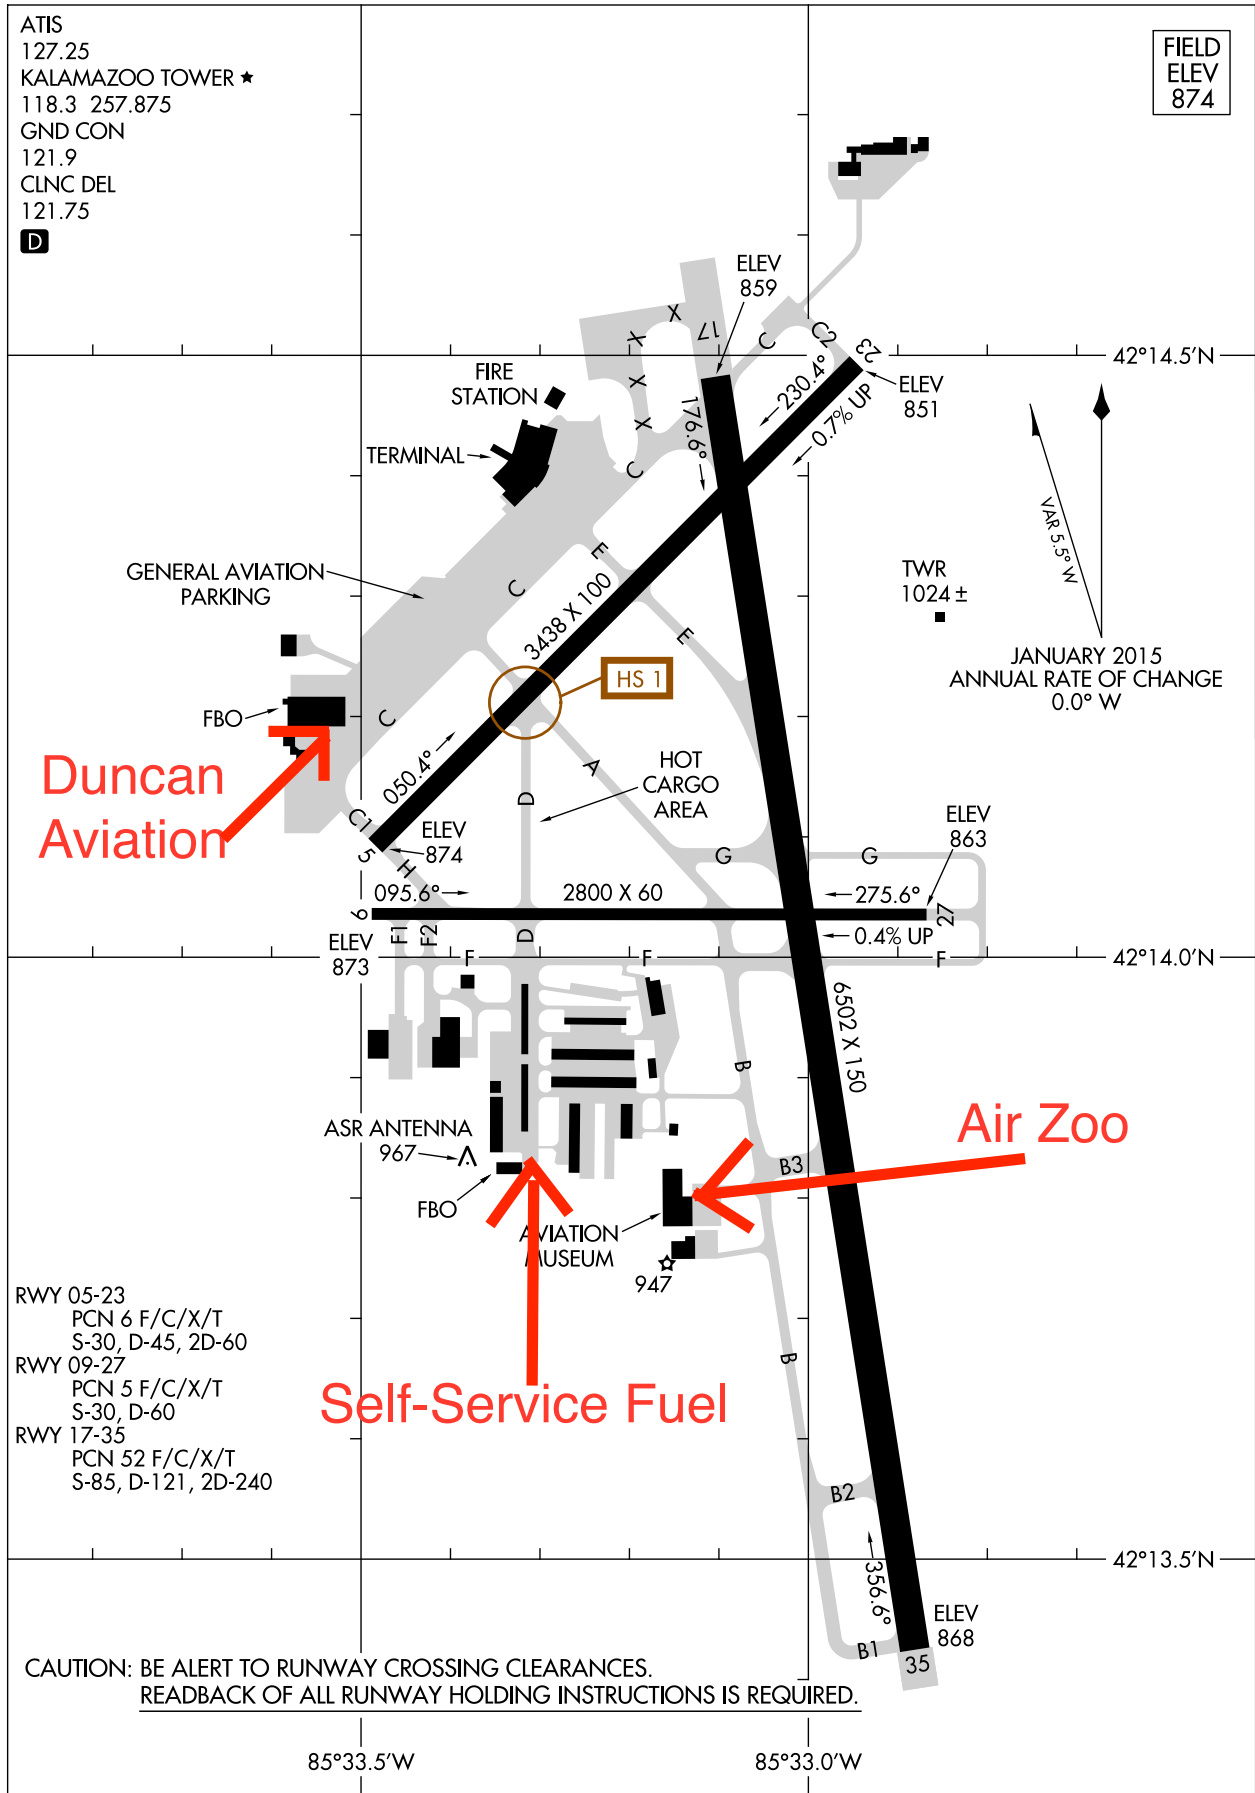 ATIS
127.25
KALAMAZOO TOWER ★
118.3 257.875
GND CON
121.9
CLNC DEL
121.75
D
FIELD
ELEV
874
ELEV
859
17
X
X
X
X
C
C2
23
42°14.5'N
FIRE
STATION
230.4°
ELEV
851
0.7% UP
176.6°
TERMINAL
C
VAR 5.5° W
GENERAL AVIATION
PARKING
E
C
3438 X 100
E
TWR
1024 ±
JANUARY 2015
ANNUAL RATE OF CHANGE
0.0° W
HS 1
FBO
C
Duncan
Aviation
050.4°
A
HOT
CARGO
AREA
D
C1
5
ELEV
874
H
G
G
ELEV
863
095.6°
2800 X 60
275.6°
9
27
F1
F2
D
0.4% UP
ELEV
873
F
F
F
42°14.0'N
6502 X 150
B
ASR ANTENNA
967
Air Zoo
B3
FBO
AVIATION
MUSEUM
947
RWY 05-23
PCN 6 F/C/X/T
S-30, D-45, 2D-60
RWY 09-27
PCN 5 F/C/X/T
S-30, D-60
RWY 17-35
PCN 52 F/C/X/T
S-85, D-121, 2D-240
B
Self-Service Fuel
B2
42°13.5'N
356.6°
ELEV
868
B1
35
CAUTION: BE ALERT TO RUNWAY CROSSING CLEARANCES.
READBACK OF ALL RUNWAY HOLDING INSTRUCTIONS IS REQUIRED.
85°33.5'W
85°33.0'W